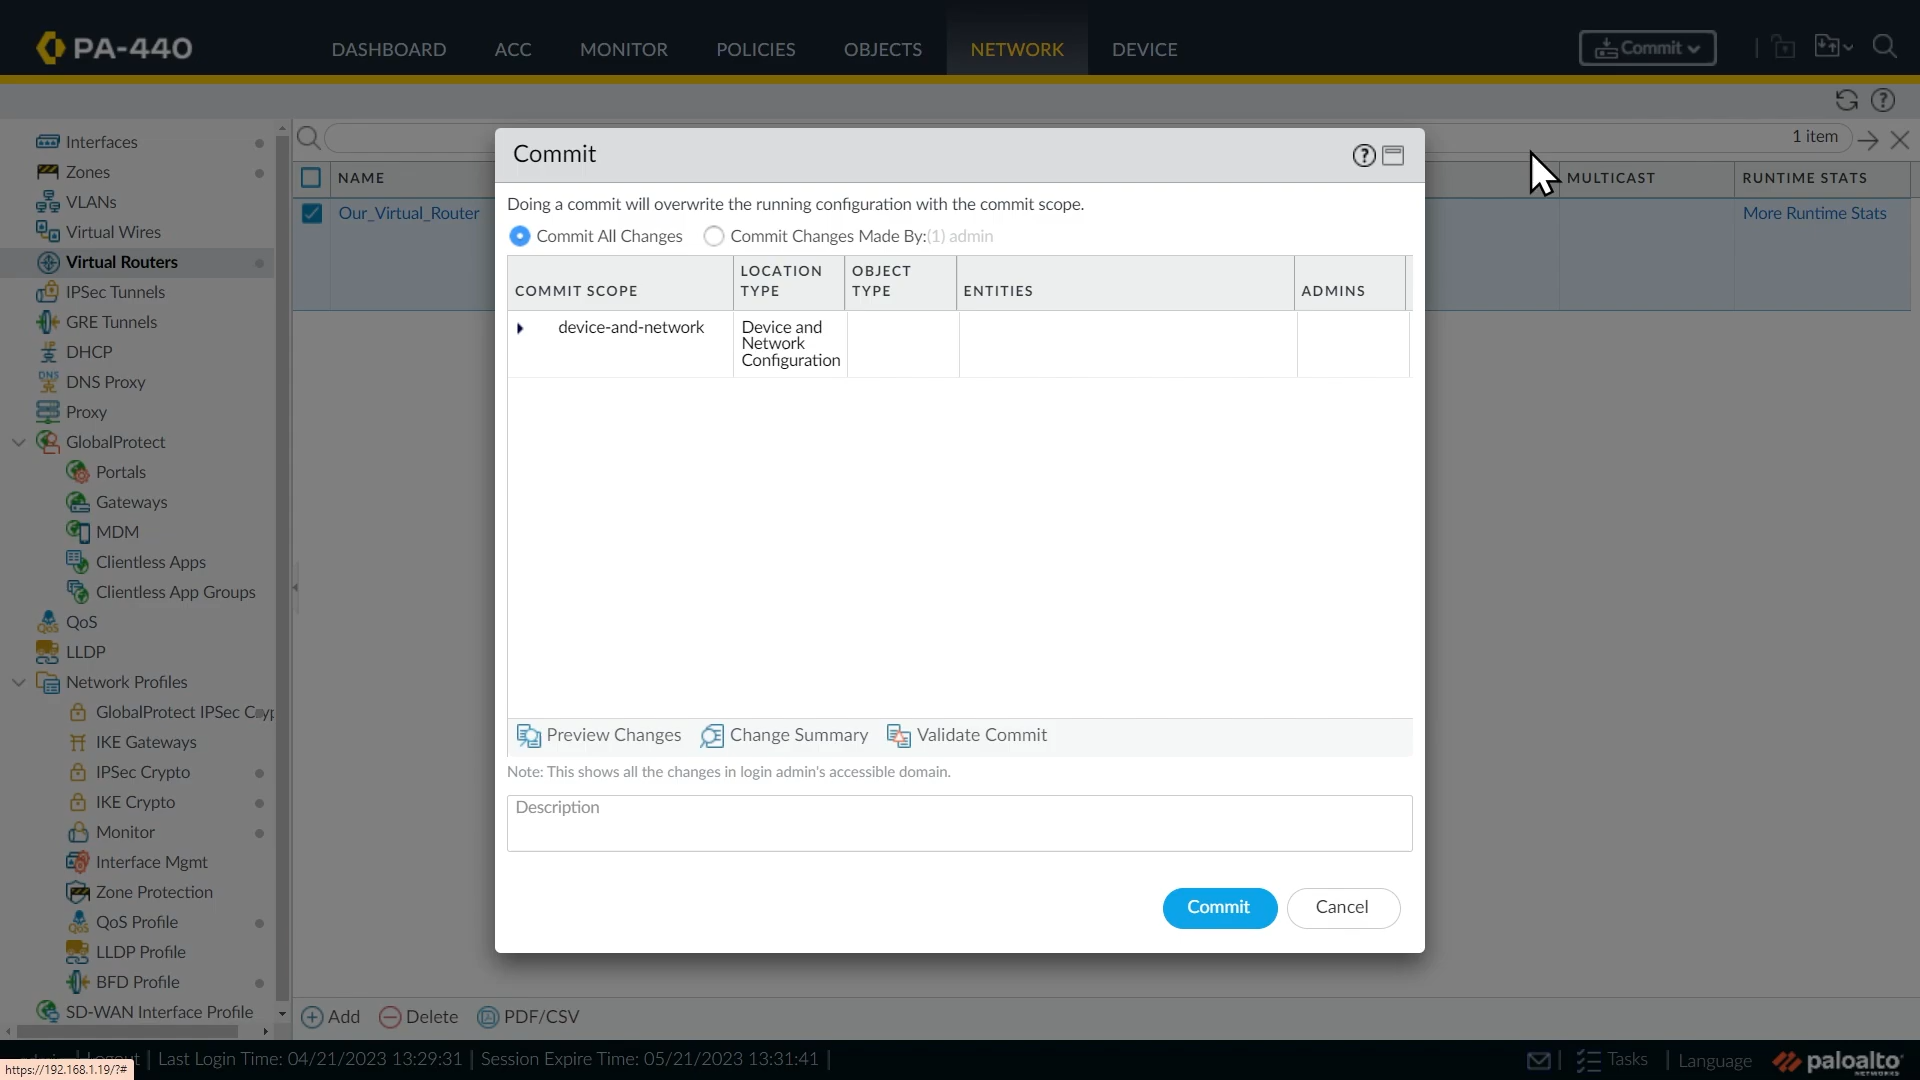 PA-440
DASHBOARD
ACC
MONITOR
POLICIES
OBJECTS
NETWORK
DEVICE
Commit
Interfaces
Zones
VLANs
Virtual Wires
Virtual Routers
IPSec Tunnels
GRE Tunnels
DHCP
DNS Proxy
Proxy
GlobalProtect
Portals
Gateways
MDM
Clientless Apps
Clientless App Groups
QoS
LLDP
Network Profiles
GlobalProtect IPSec Cryp
IKE Gateways
IPSec Crypto
IKE Crypto
Monitor
Interface Mgmt
Zone Protection
QoS Profile
LLDP Profile
BFD Profile
SD-WAN Interface Profile
1 item
NAME
MULTICAST
RUNTIME STATS
Our_Virtual_Router
More Runtime Stats
Commit
Doing a commit will overwrite the running configuration with the commit scope.
Commit All Changes
Commit Changes Made By:(1) admin
COMMIT SCOPE
LOCATION
TYPE
OBJECT
TYPE
ENTITIES
ADMINS
device-and-network
Device and
Network
Configuration
Preview Changes
Change Summary
Validate Commit
Note: This shows all the changes in login admin's accessible domain.
Description
Commit
Cancel
Add
Delete
PDF/CSV
Logout
Last Login Time: 04/21/2023 13:29:31
Session Expire Time: 05/21/2023 13:31:41
Tasks
Language
paloalto
NETWORKS
https://192.168.1.19/?#